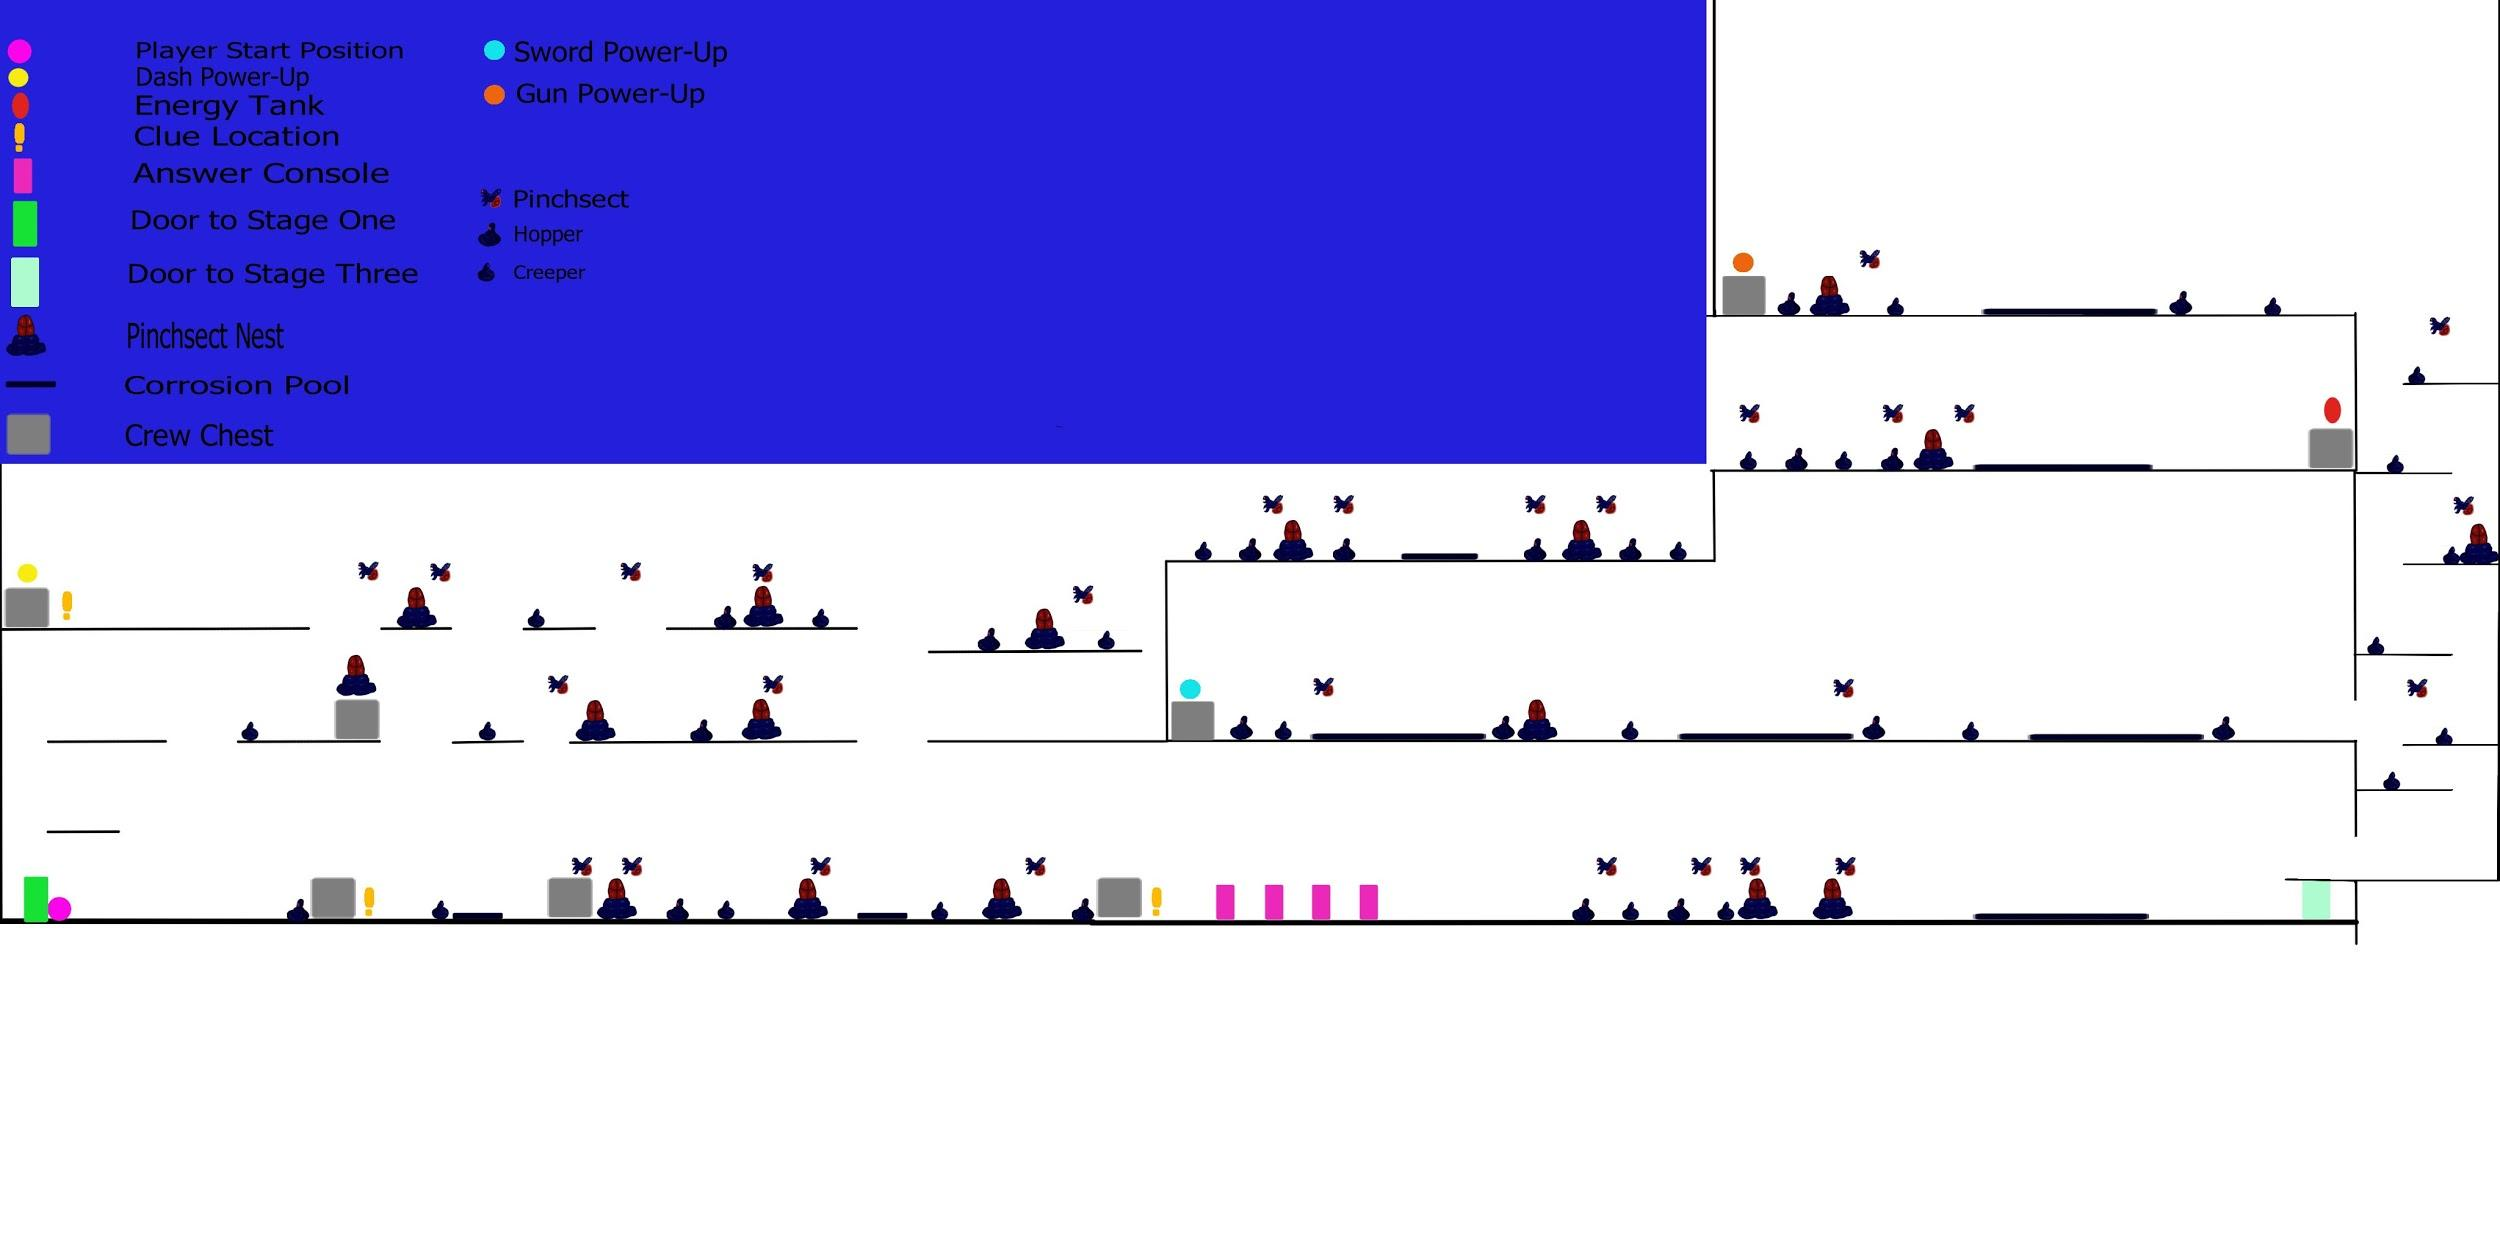 Player Start Position
Dash Power-Up
Energy Tank
Clue Location
Answer Console
Door to Stage One
Door to Stage Three
Pinchsect Nest
Corrosion Pool
Crew Chest
Sword Power-Up
Gun Power-Up
Pinchsect
Hopper
Creeper